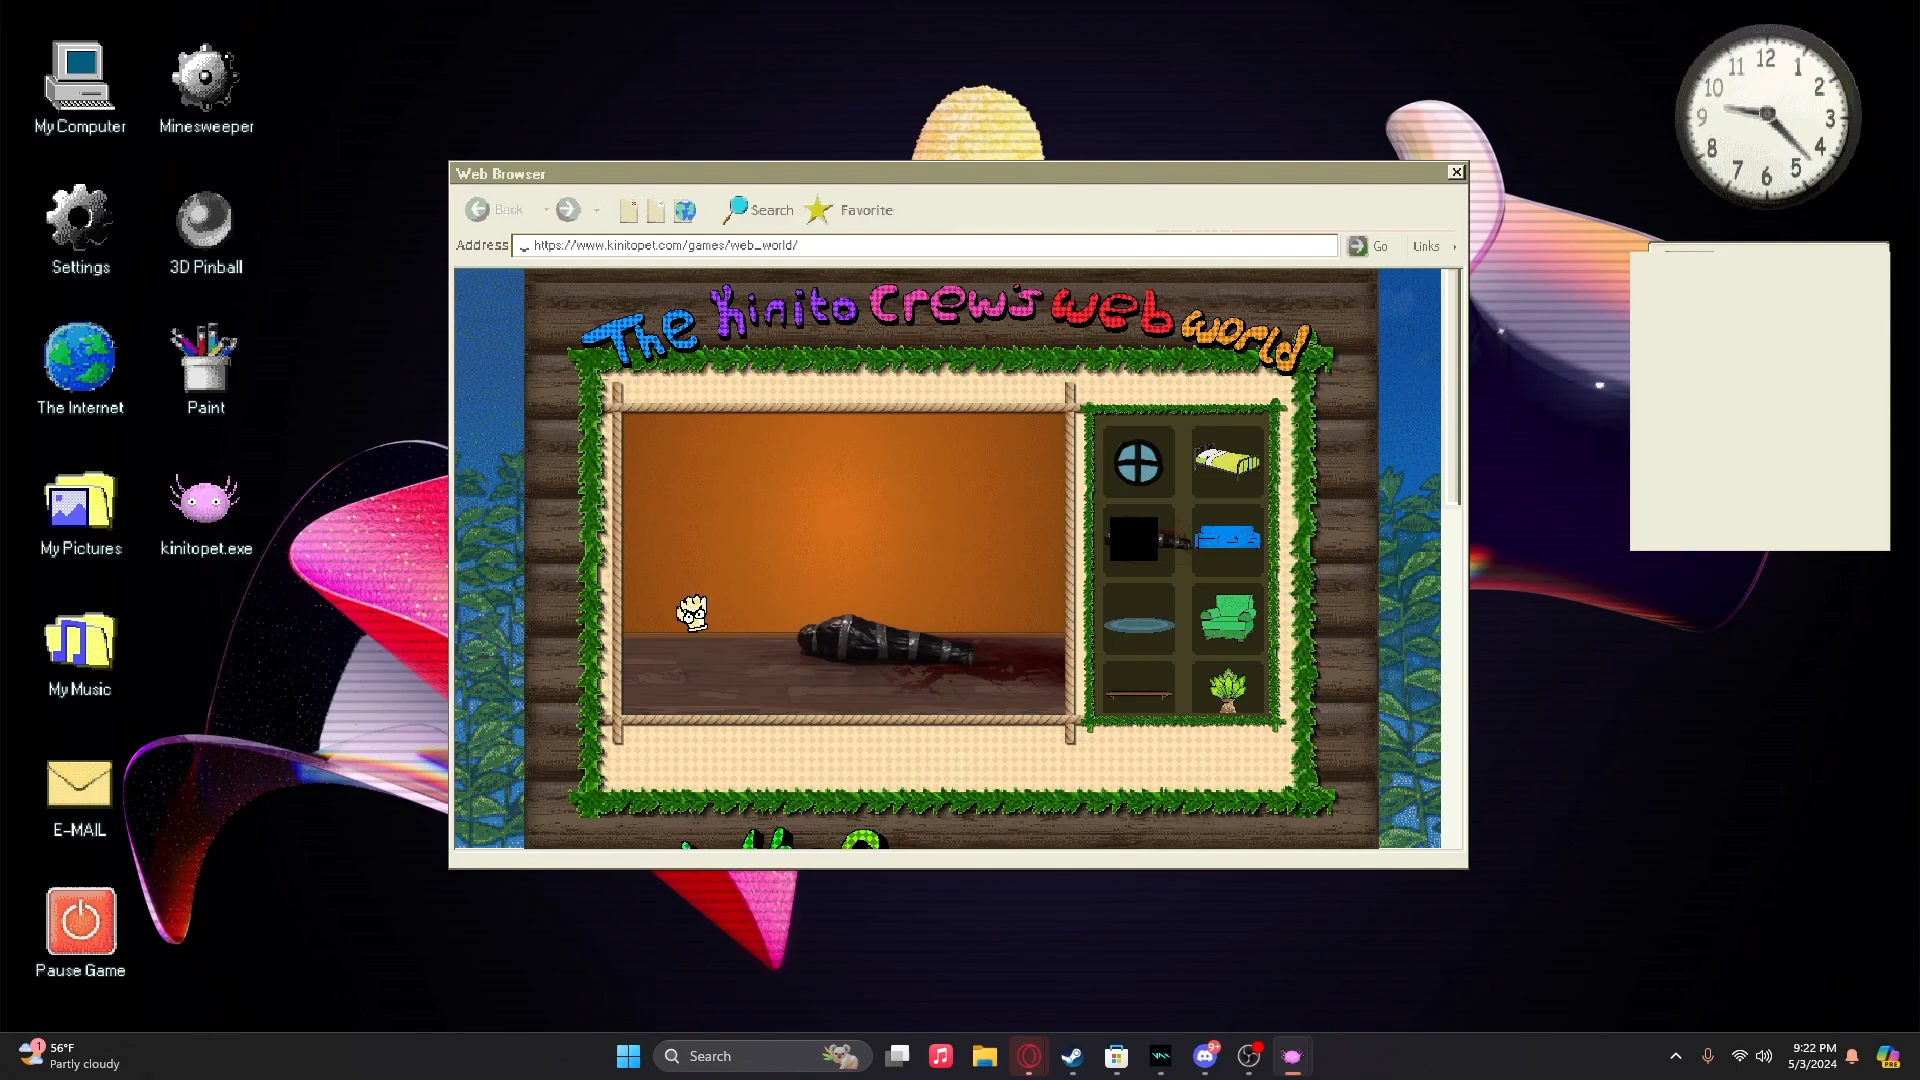 My Computer
Minesweeper
Settings
3D Pinball
The Internet
Paint
My Pictures
kinitopet.exe
My Music
E-MAIL
Pause Game
Web Browser
Back
Search
Favorite
Address
https://www.kinitopet.com/games/web_world/
Go
Links
The Kinito Crew's web world
12
1
2
3
4
5
6
7
8
9
10
11
1
56°F
Partly cloudy
Search
9+
9:22 PM
5/3/2024
PRE